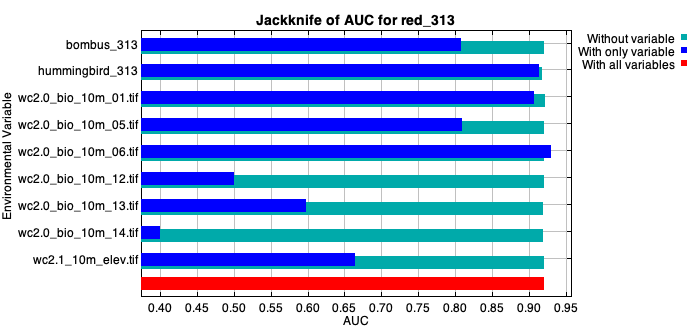 Jackknife of AUC for red_313
Without variable
With only variable
With all variables
Environmental Variable
bombus_313
hummingbird_313
wc2.0_bio_10m_01.tif
wc2.0_bio_10m_05.tif
wc2.0_bio_10m_06.tif
wc2.0_bio_10m_12.tif
wc2.0_bio_10m_13.tif
wc2.0_bio_10m_14.tif
wc2.1_10m_elev.tif
0.40 0.45 0.50 0.55 0.60 0.65 0.70 0.75 0.80 0.85 0.90 0.95
AUC